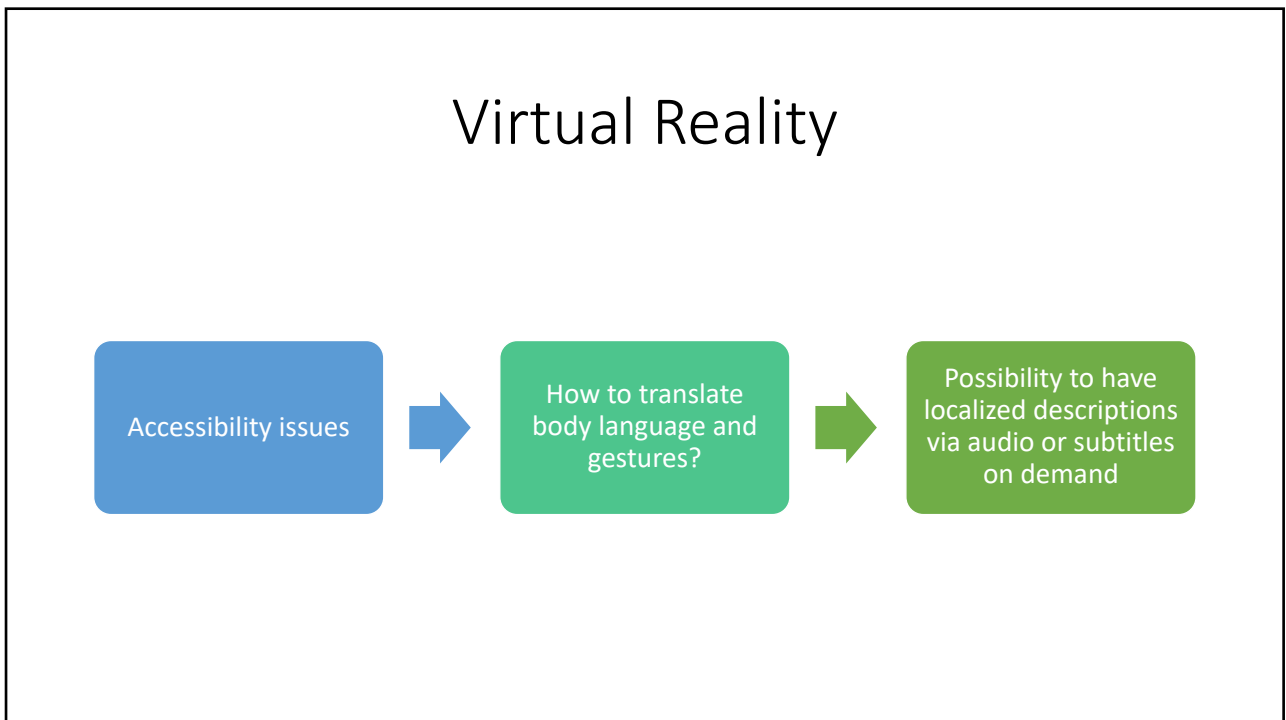 Virtual Reality
Accessibility issues
How to translate
body language and
gestures?
Possibility to have
localized descriptions
via audio or subtitles
on demand